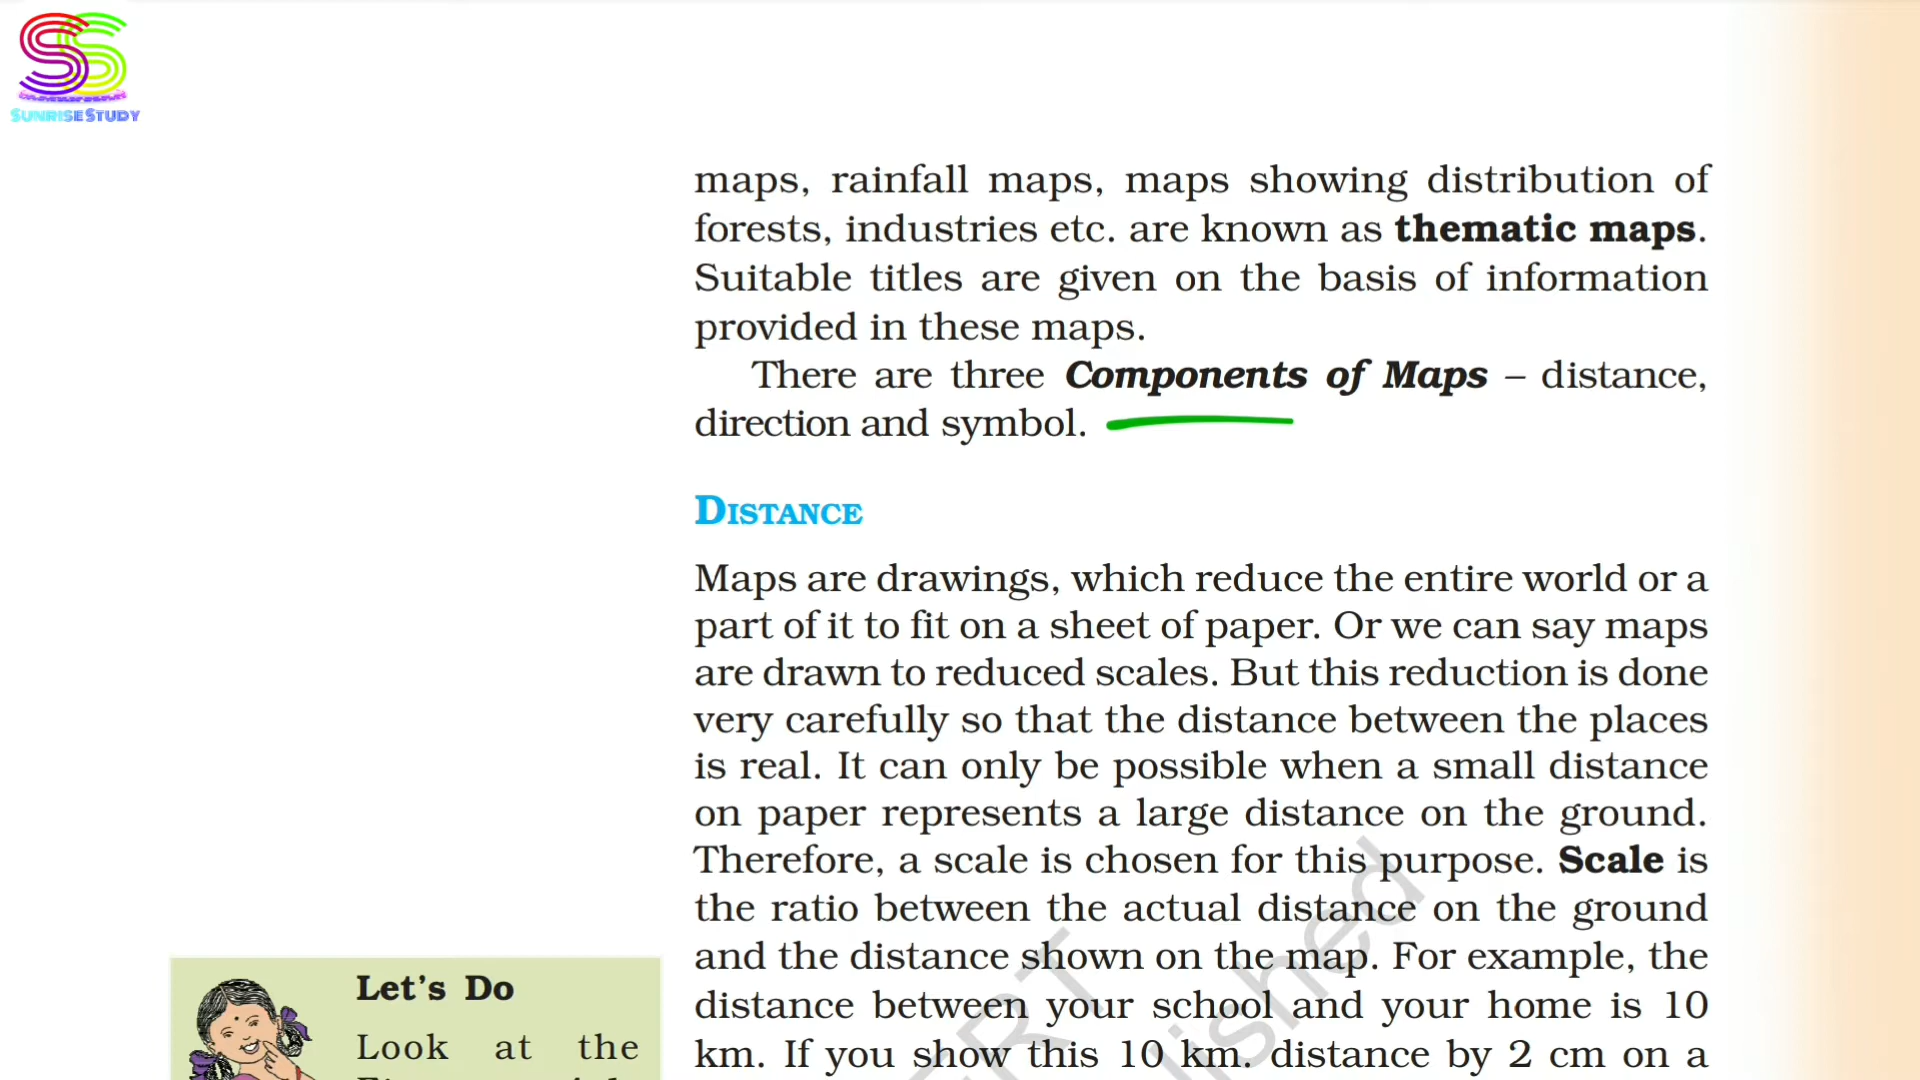 SUNRISESTUDY
maps, rainfall maps, maps showing distribution of
forests, industries etc. are known as thematic maps.
Suitable titles are given on the basis of information
provided in these maps.
There are three Components of Maps – distance,
direction and symbol.
DISTANCE
Maps are drawings, which reduce the entire world or a
part of it to fit on a sheet of paper. Or we can say maps
are drawn to reduced scales. But this reduction is done
very carefully so that the distance between the places
is real. It can only be possible when a small distance
on paper represents a large distance on the ground.
Therefore, a scale is chosen for this purpose. Scale is
the ratio between the actual distance on the ground
and the distance shown on the map. For example, the
distance between your school and your home is 10
km. If you show this 10 km. distance by 2 cm on a
Let's Do
Look at the